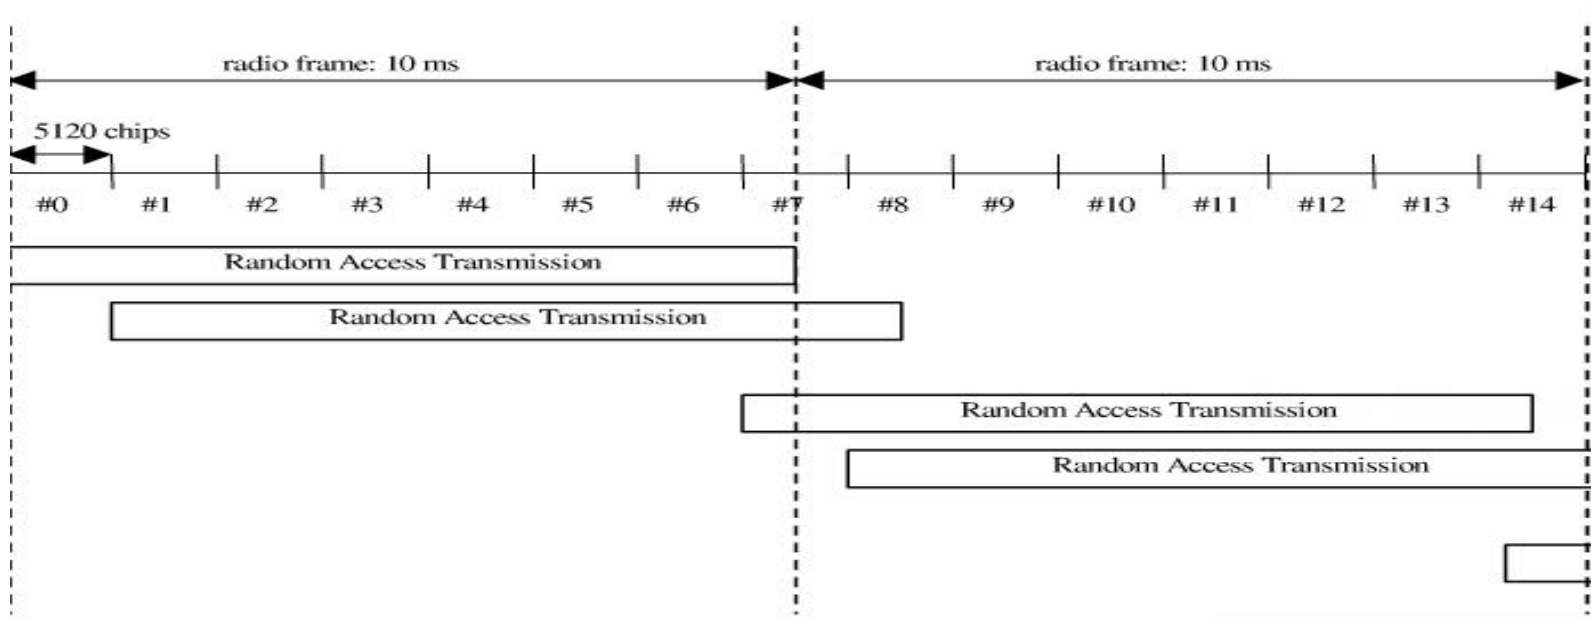 radio frame: 10 ms radio frame: 10 ms
5120 chips
#0 #1 #2 #3 #4 #5 #6 #7 #8 #9 #10 #11 #12 #13 #14
Random Access Transmission
Random Access Transmission
Random Access Transmission
Random Access Transmission